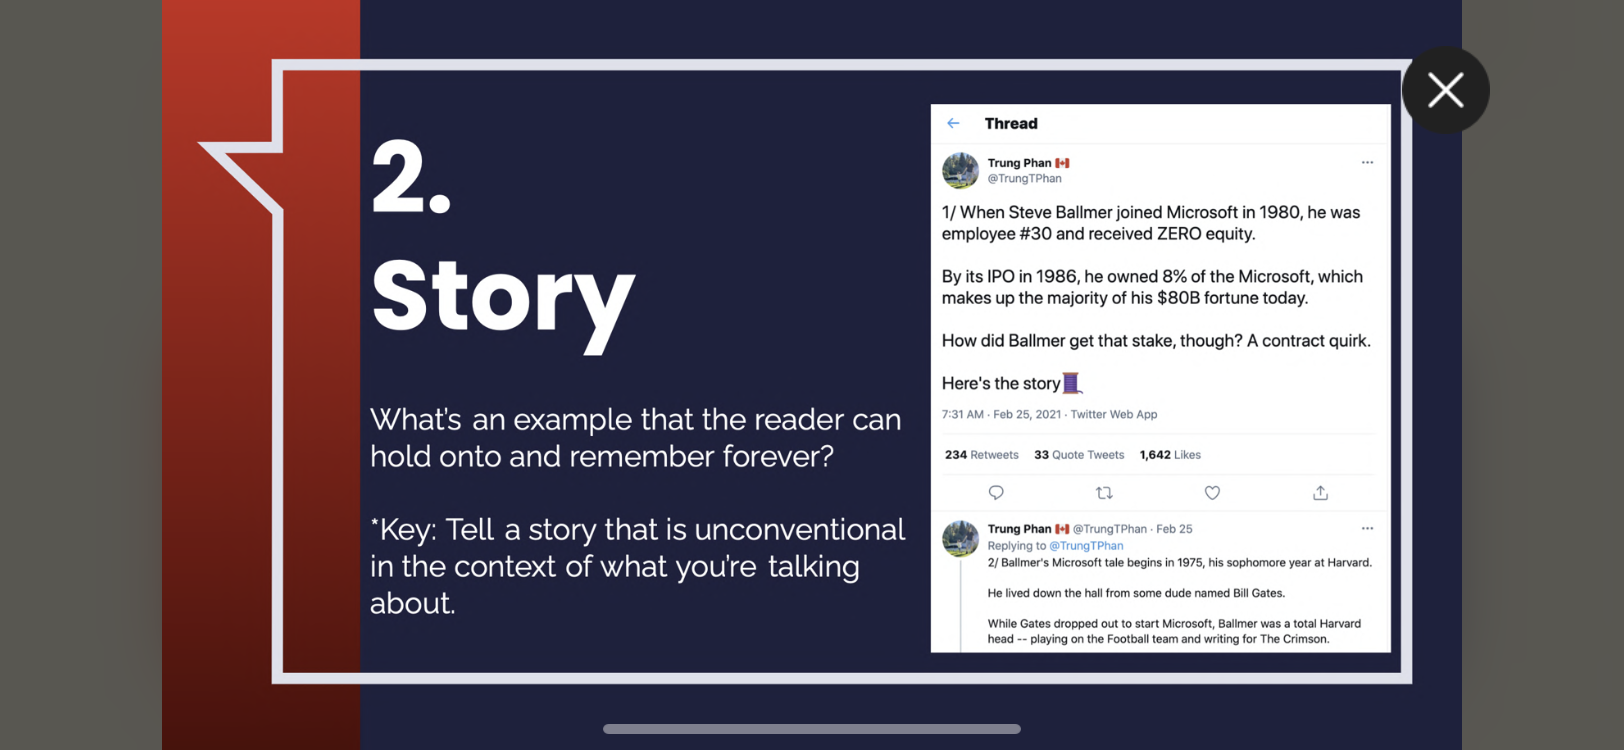 2.
Story
What's an example that the reader can
hold onto and remember forever?
*Key: Tell a story that is unconventional
in the context of what you're talking
about.
Thread
Trung Phan 🇨🇦
@TrungTPhan
1/ When Steve Ballmer joined Microsoft in 1980, he was
employee #30 and received ZERO equity.
By its IPO in 1986, he owned 8% of the Microsoft, which
makes up the majority of his $80B fortune today.
How did Ballmer get that stake, though? A contract quirk.
Here's the story🧵
7:31 AM · Feb 25, 2021 · Twitter Web App
234 Retweets 33 Quote Tweets 1,642 Likes
Trung Phan 🇨🇦 @TrungTPhan · Feb 25
Replying to @TrungTPhan
2/ Ballmer's Microsoft tale begins in 1975, his sophomore year at Harvard.
He lived down the hall from some dude named Bill Gates.
While Gates dropped out to start Microsoft, Ballmer was a total Harvard
head -- playing on the Football team and writing for The Crimson.